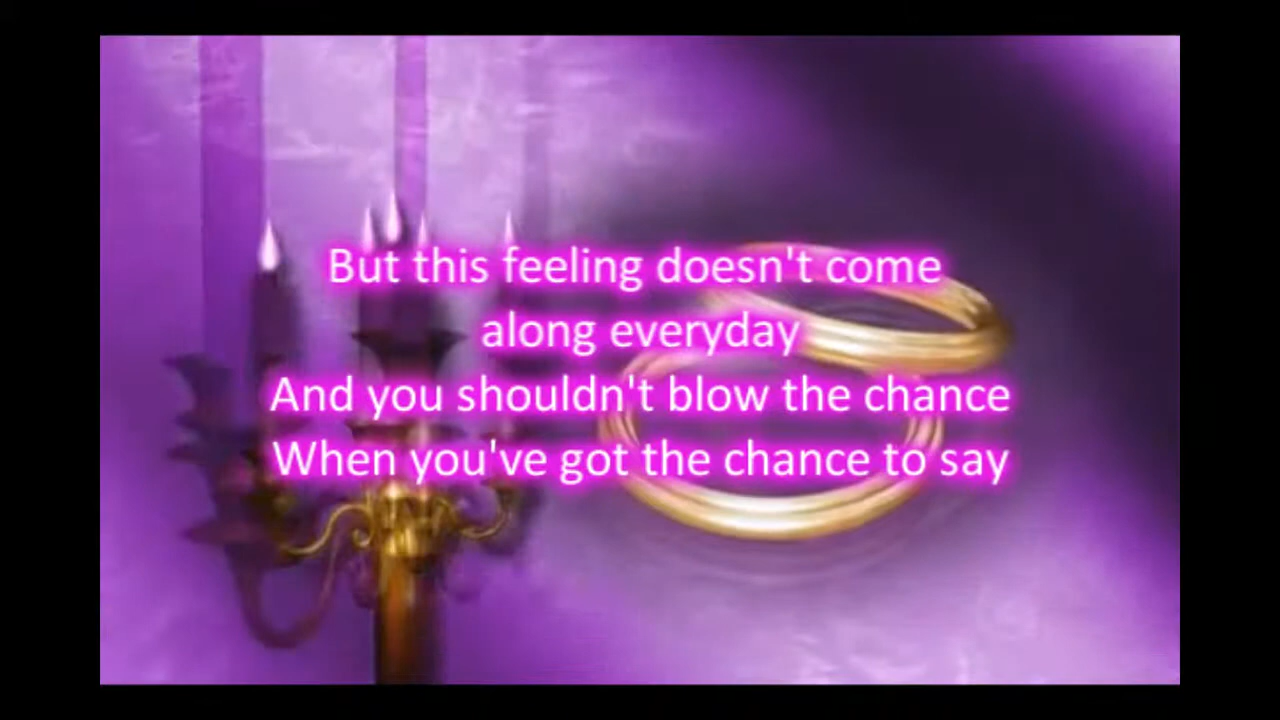 But this feeling doesn't come
along everyday
And you shouldn't blow the chance
When you've got the chance to say